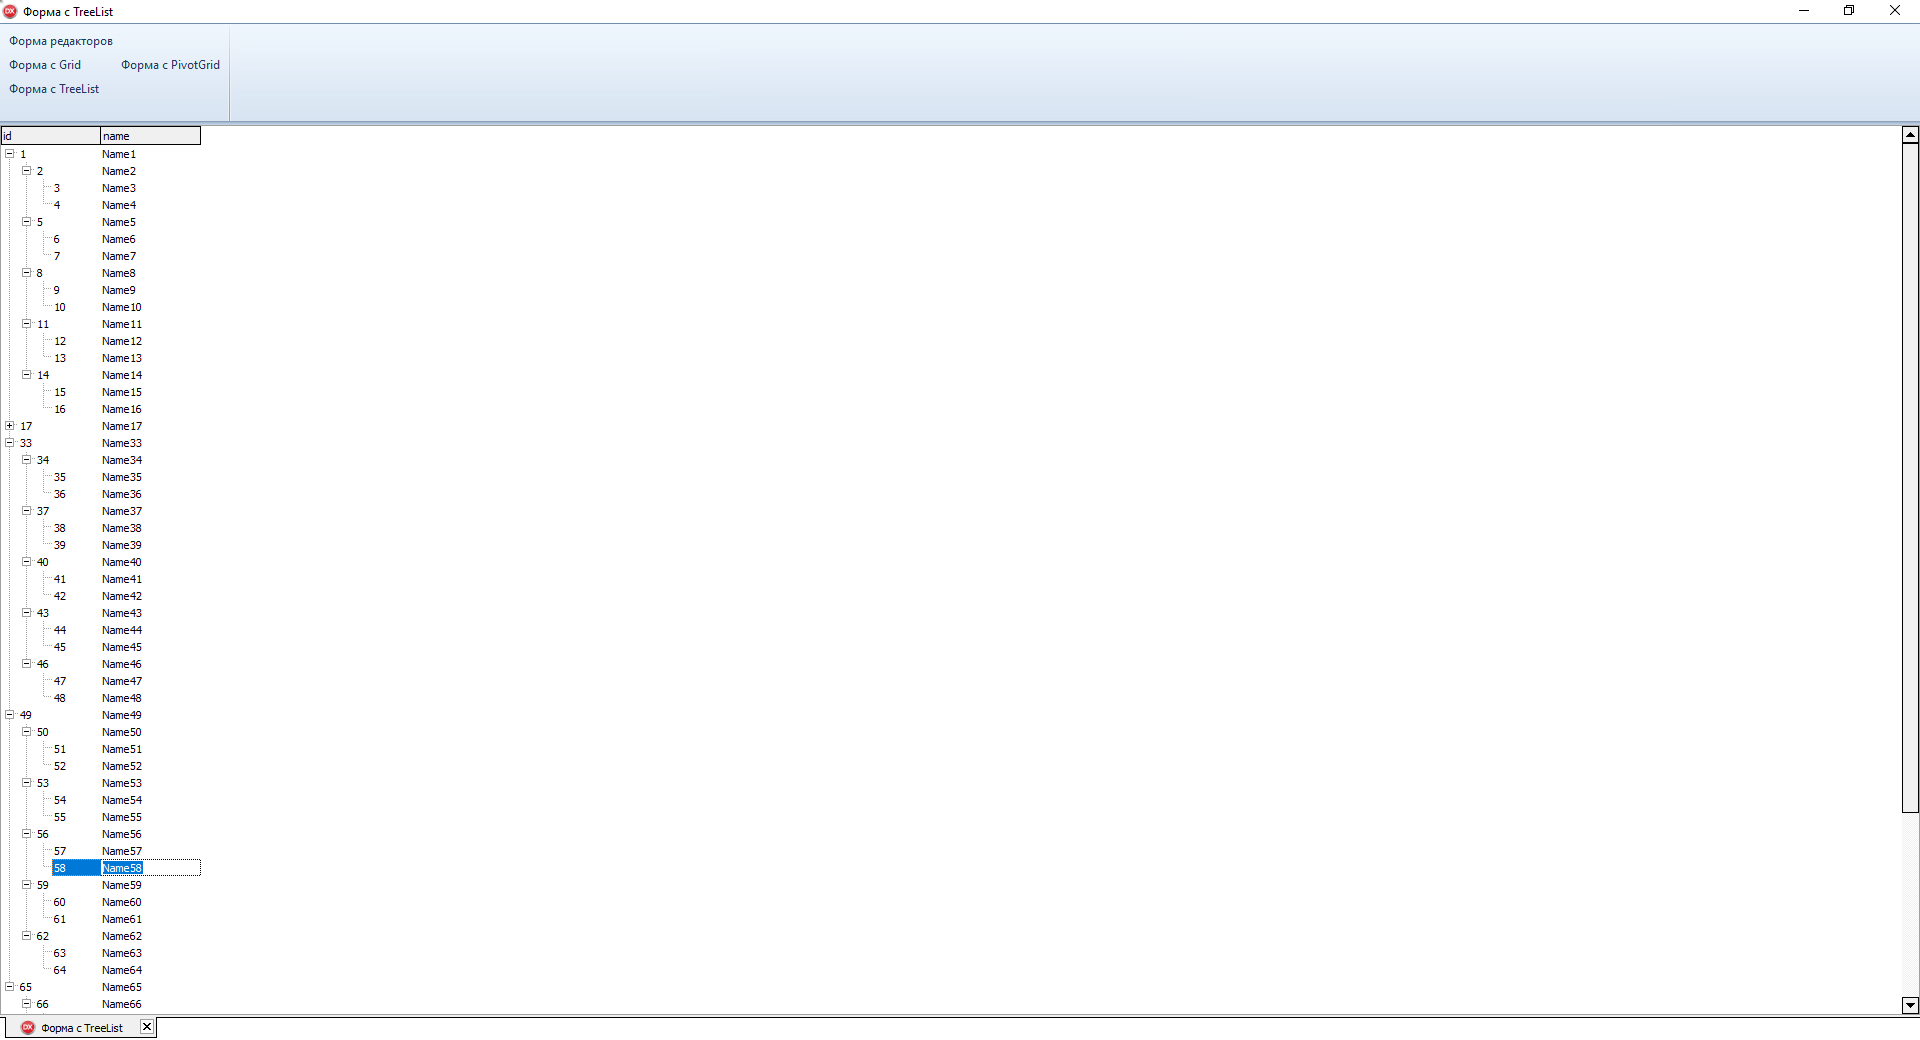 DX Форма с TreeList
Форма редакторов
Форма с Grid Форма с PivotGrid
Форма с TreeList
id name
1 Name1
2 Name2
3 Name3
4 Name4
5 Name5
6 Name6
7 Name7
8 Name8
9 Name9
10 Name10
11 Name11
12 Name12
13 Name13
14 Name14
15 Name15
16 Name16
17 Name17
33 Name33
34 Name34
35 Name35
36 Name36
37 Name37
38 Name38
39 Name39
40 Name40
41 Name41
42 Name42
43 Name43
44 Name44
45 Name45
46 Name46
47 Name47
48 Name48
49 Name49
50 Name50
51 Name51
52 Name52
53 Name53
54 Name54
55 Name55
56 Name56
57 Name57
58 Name58
59 Name59
60 Name60
61 Name61
62 Name62
63 Name63
64 Name64
65 Name65
66 Name66
DX Форма с TreeList